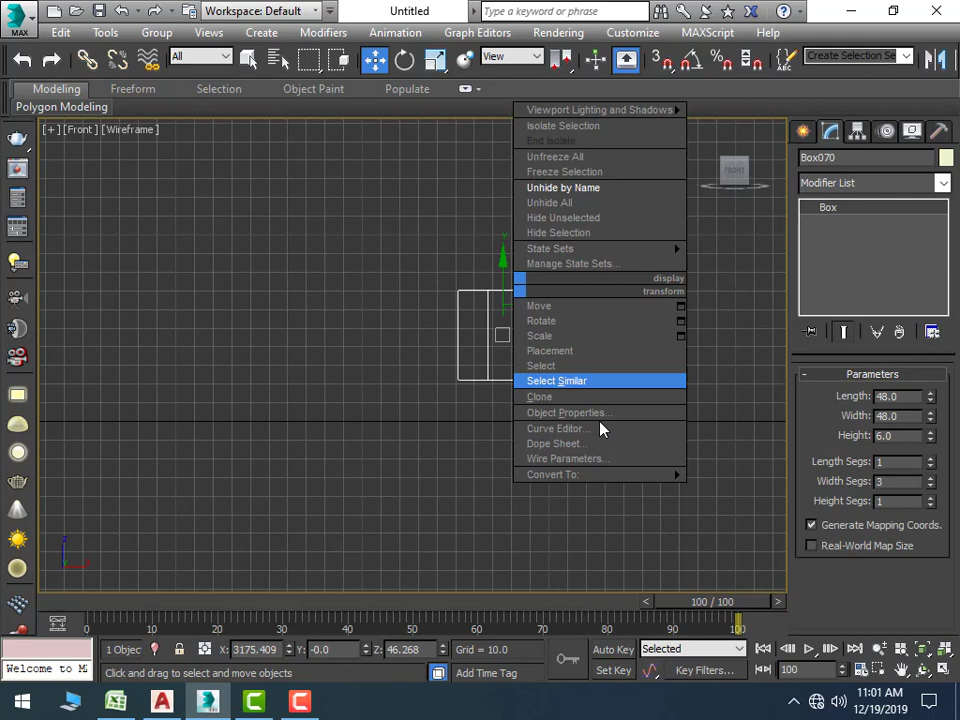 MAX
Workspace: Default
Untitled
Type a keyword or phrase
Edit Tools Group Views Create Modifiers Animation Graph Editors Rendering Customize MAXScript Help
All
View
Create Selection Se
Modeling Freeform Selection Object Paint Populate
Polygon Modeling
[+] [Front ] [Wireframe ]
FRONT
Viewport Lighting and Shadows
Isolate Selection
End Isolate
Unfreeze All
Freeze Selection
Unhide by Name
Unhide All
Hide Unselected
Hide Selection
State Sets
Manage State Sets...
display
transform
Move
Rotate
Scale
Placement
Select
Select Similar
Clone
Object Properties...
Curve Editor...
Dope Sheet...
Wire Parameters...
Convert To:
Box070
Modifier List
Box
Parameters
Length: 48.0
Width: 48.0
Height: 6.0
Length Segs: 1
Width Segs: 3
Height Segs: 1
Generate Mapping Coords.
Real-World Map Size
y
z
x
< 100 / 100 >
0 10 20 30 40 50 60 70 80 90 100
1 Objec
X: 3175.409
Y: -0.0
Z: 46.268
Grid = 10.0
Auto Key
Selected
Welcome to M
Click and drag to select and move objects
Add Time Tag
Set Key
Key Filters...
100
11:01 AM
12/19/2019